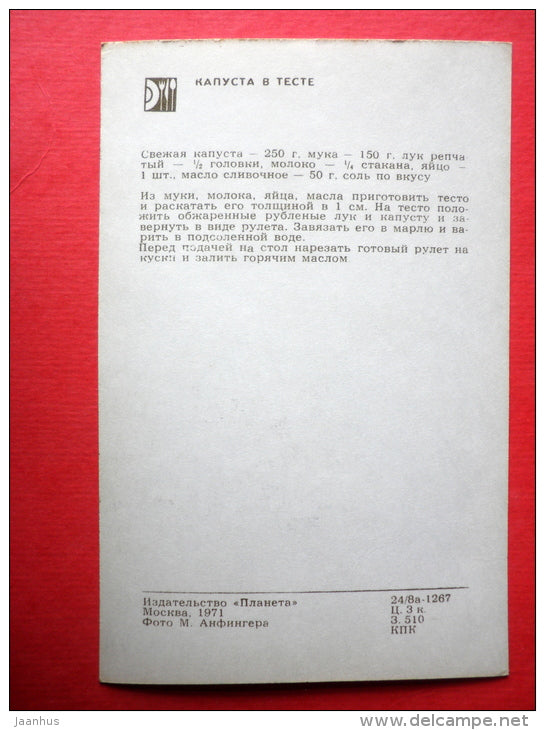 КАПУСТА В ТЕСТЕ
Свежая капуста – 250 г, мука – 150 г, лук репча
тый – ½ головки, молоко – ¼ стакана, яйцо –
1 шт., масло сливочное – 50 г, соль по вкусу
Из муки, молока, яйца, масла приготовить тесто
и раскатать его толщиной в 1 см. На тесто поло-
жить обжаренные рубленые лук и капусту и за-
вернуть в виде рулета. Завязать его в марлю и ва-
рить в подсоленной воде.
Перед подачей на стол нарезать готовый рулет на
куски и залить горячим маслом
Издательство «Планета»
Москва, 1971
Фото М. Анфингера
24/8а-1267
Ц. 3 к.
З. 510
КПК
Jaanhus
www.delcampe.net